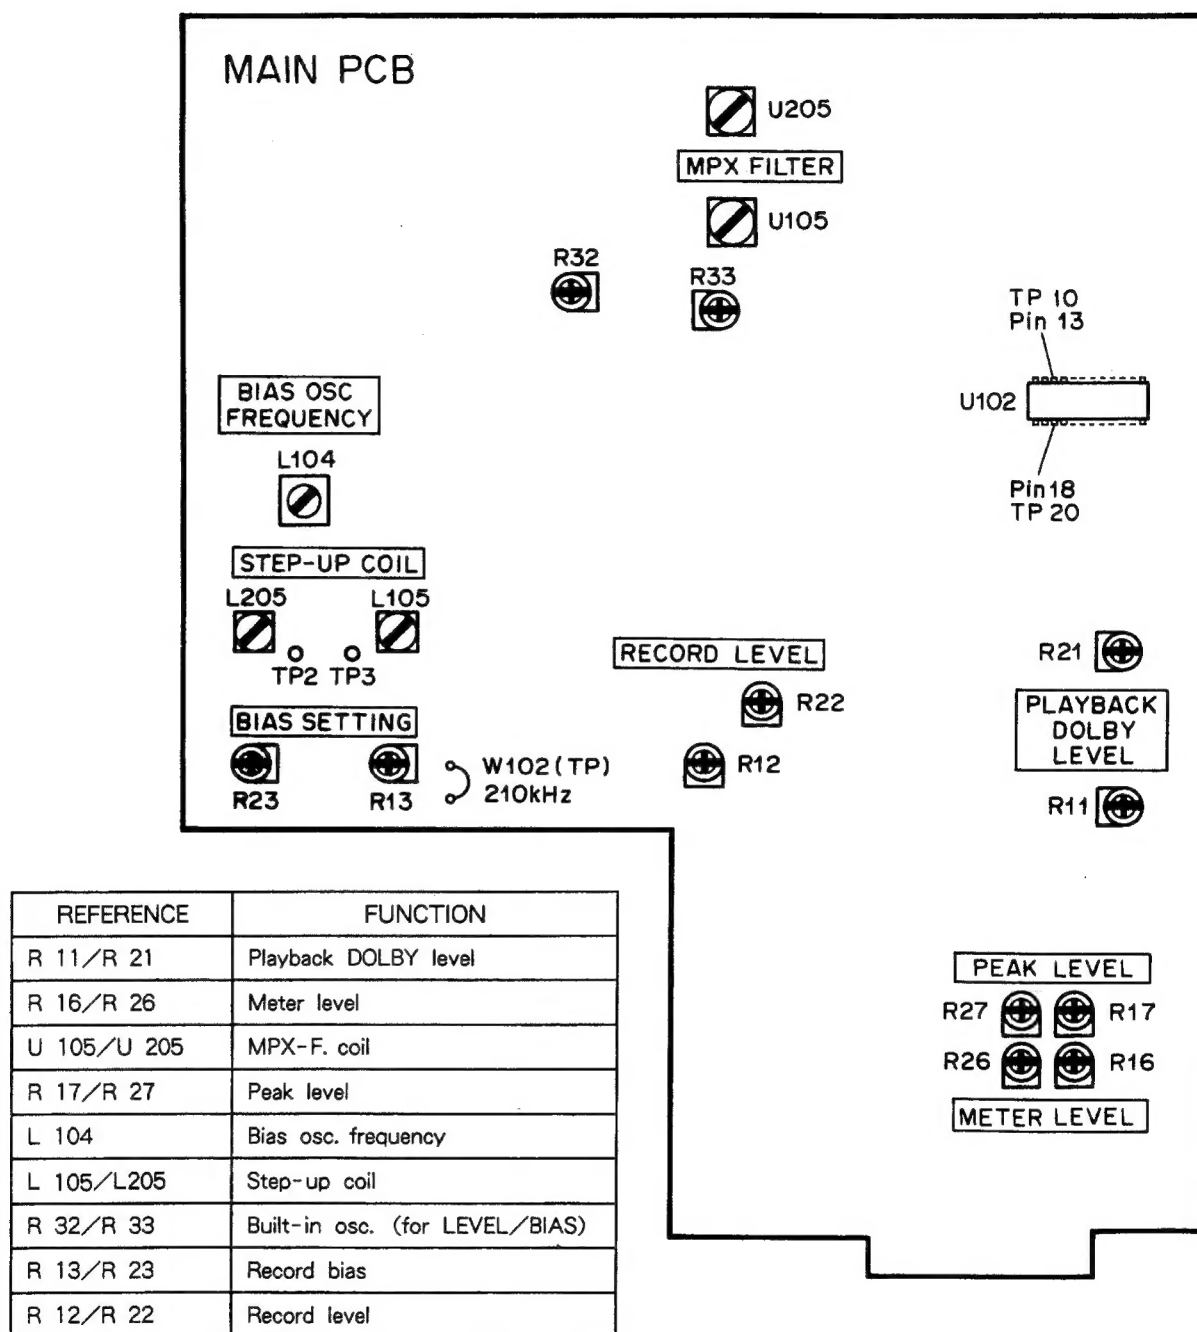 MAIN PCB
U205
MPX FILTER
U105
R32
R33
TP 10
Pin 13
U102
Pin 18
TP 20
BIAS OSC
FREQUENCY
L104
STEP-UP COIL
L205
L105
TP2 TP3
BIAS SETTING
R23
R13
W102(TP)
210kHz
RECORD LEVEL
R22
R12
R21
PLAYBACK
DOLBY
LEVEL
R11
PEAK LEVEL
R27
R17
R26
R16
METER LEVEL
REFERENCE FUNCTION
R 11/R 21 Playback DOLBY level
R 16/R 26 Meter level
U 105/U 205 MPX-F. coil
R 17/R 27 Peak level
L 104 Bias osc. frequency
L 105/L205 Step-up coil
R 32/R 33 Built-in osc. (for LEVEL/BIAS)
R 13/R 23 Record bias
R 12/R 22 Record level